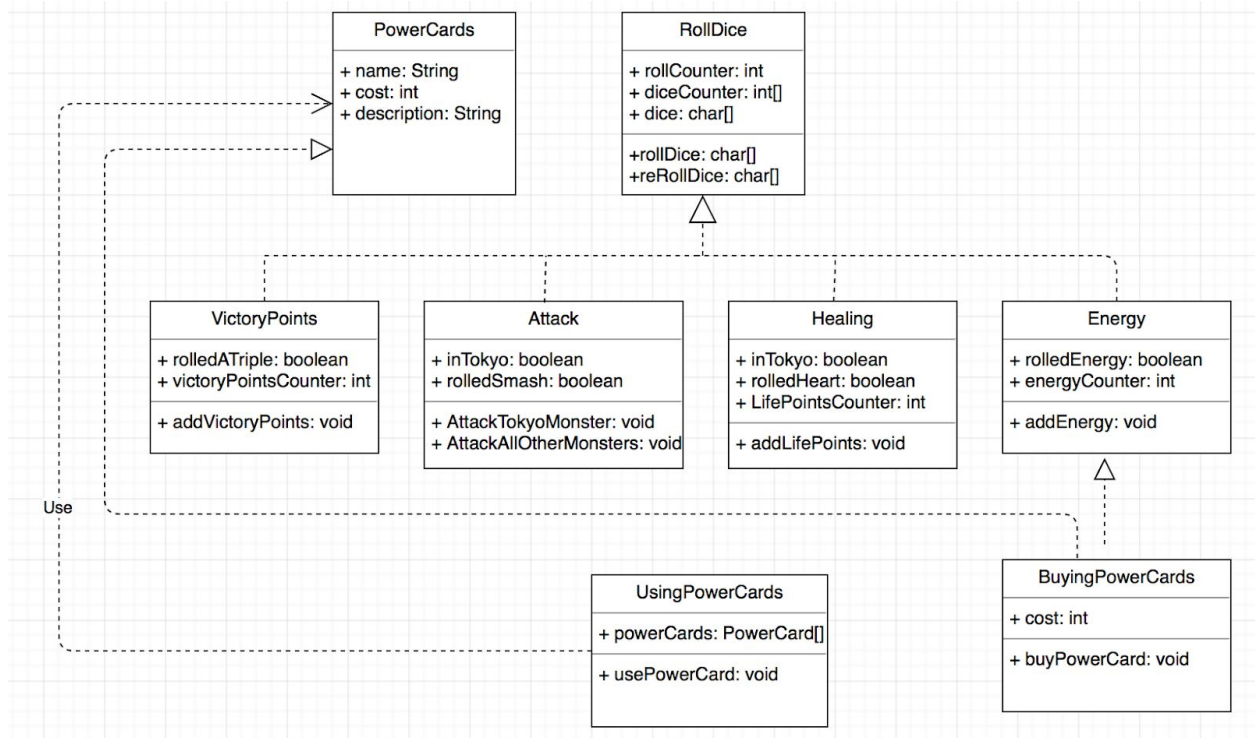 PowerCards
+ name: String
+ cost: int
+ description: String
RollDice
+ rollCounter: int
+ diceCounter: int[]
+ dice: char[]
+rollDice: char[]
+reRollDice: char[]
VictoryPoints
+ rolledATriple: boolean
+ victoryPointsCounter: int
+ addVictoryPoints: void
Attack
+ inTokyo: boolean
+ rolledSmash: boolean
+ AttackTokyoMonster: void
+ AttackAllOtherMonsters: void
Healing
+ inTokyo: boolean
+ rolledHeart: boolean
+ LifePointsCounter: int
+ addLifePoints: void
Energy
+ rolledEnergy: boolean
+ energyCounter: int
+ addEnergy: void
Use
UsingPowerCards
+ powerCards: PowerCard[]
+ usePowerCard: void
BuyingPowerCards
+ cost: int
+ buyPowerCard: void